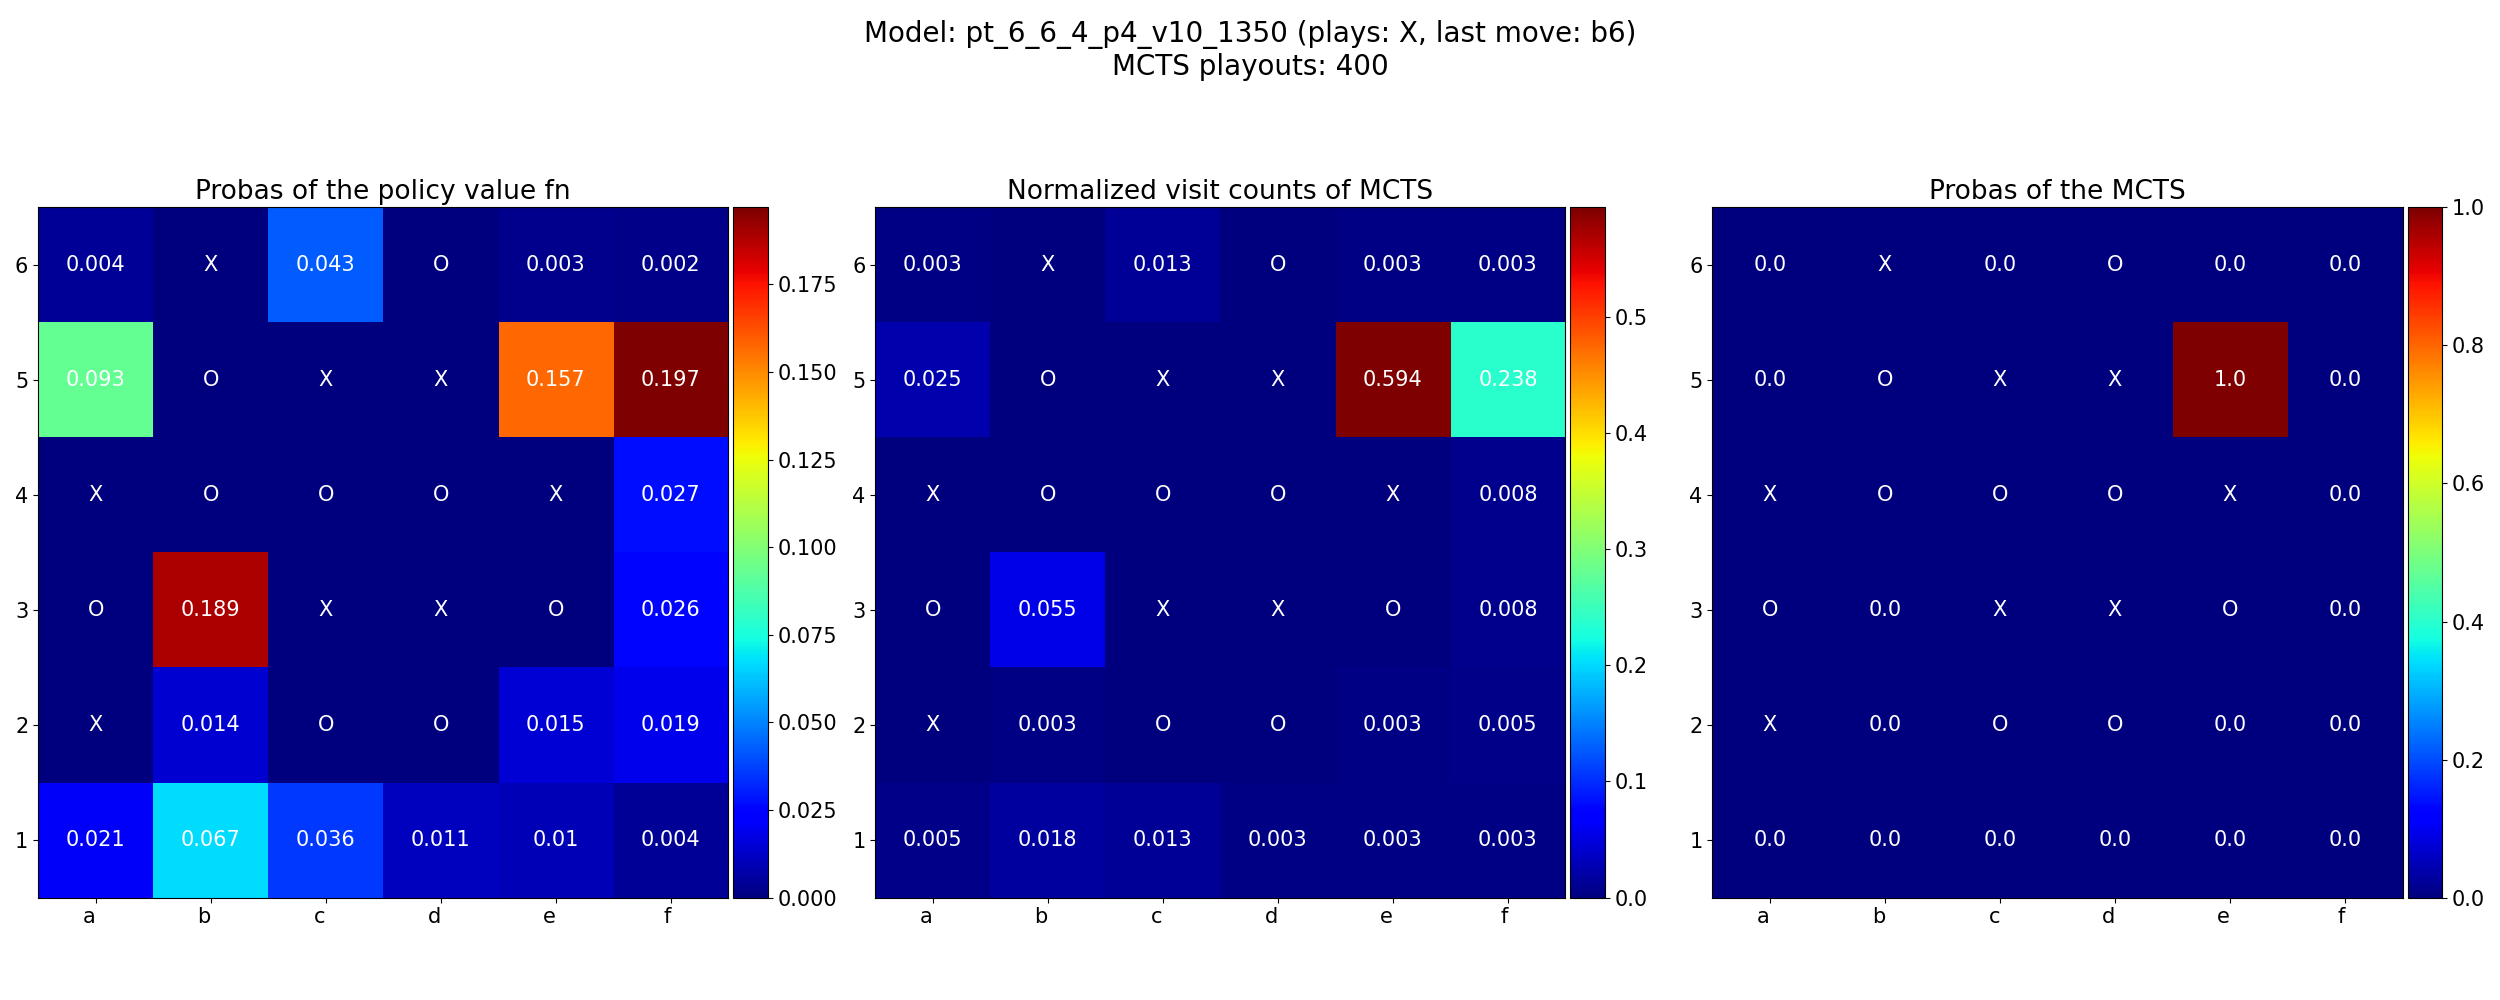 Model: pt_6_6_4_p4_v10_1350 (plays: X, last move: b6)
MCTS playouts: 400
Probas of the policy value fn
6 0.004 X 0.043 O 0.003 0.002
5 0.093 O X X 0.157 0.197
4 X O O O X 0.027
3 O 0.189 X X O 0.026
2 X 0.014 O O 0.015 0.019
1 0.021 0.067 0.036 0.011 0.01 0.004
a b c d e f
0.175
0.150
0.125
0.100
0.075
0.050
0.025
0.000
Normalized visit counts of MCTS
6 0.003 X 0.013 O 0.003 0.003
5 0.025 O X X 0.594 0.238
4 X O O O X 0.008
3 O 0.055 X X O 0.008
2 X 0.003 O O 0.003 0.005
1 0.005 0.018 0.013 0.003 0.003 0.003
a b c d e f
0.5
0.4
0.3
0.2
0.1
0.0
Probas of the MCTS
6 0.0 X 0.0 O 0.0 0.0
5 0.0 O X X 1.0 0.0
4 X O O O X 0.0
3 O 0.0 X X O 0.0
2 X 0.0 O O 0.0 0.0
1 0.0 0.0 0.0 0.0 0.0 0.0
a b c d e f
1.0
0.8
0.6
0.4
0.2
0.0